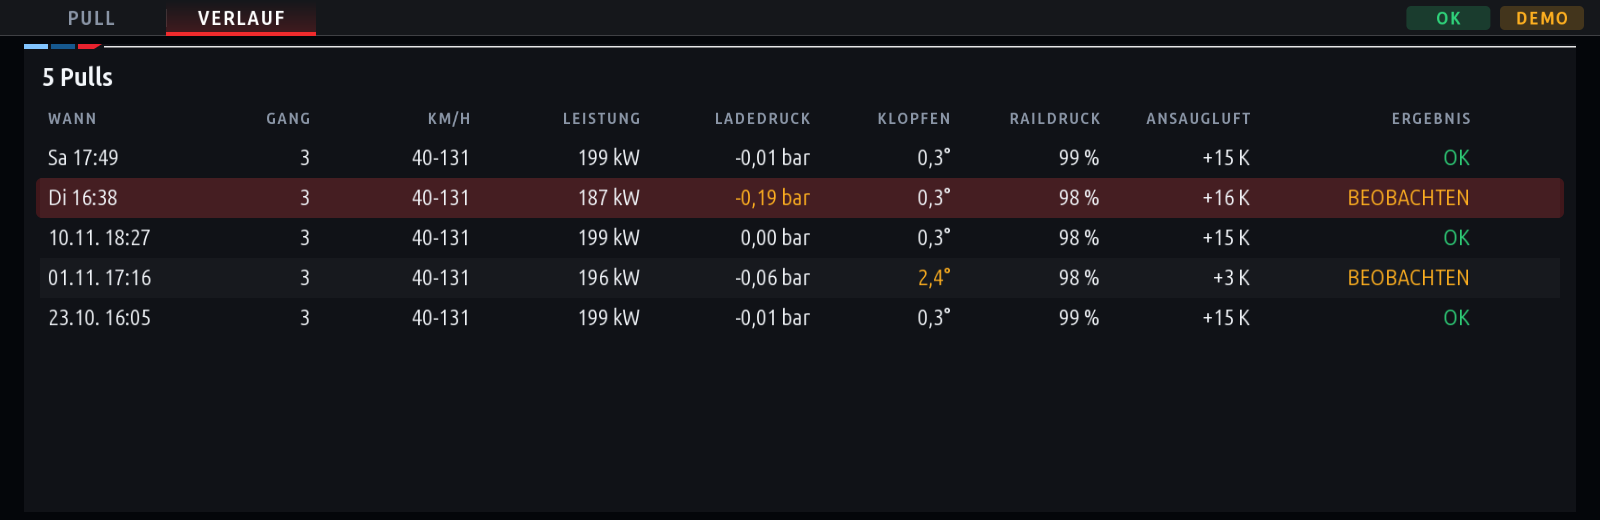 PULL VERLAUF OK DEMO
5 Pulls
WANN GANG KM/H LEISTUNG LADEDRUCK KLOPFEN RAILDRUCK ANSAUGLUFT ERGEBNIS
Sa 17:49 3 40-131 199 kW -0,01 bar 0,3° 99 % +15 K OK
Di 16:38 3 40-131 187 kW -0,19 bar 0,3° 98 % +16 K BEOBACHTEN
10.11. 18:27 3 40-131 199 kW 0,00 bar 0,3° 98 % +15 K OK
01.11. 17:16 3 40-131 196 kW -0,06 bar 2,4° 98 % +3 K BEOBACHTEN
23.10. 16:05 3 40-131 199 kW -0,01 bar 0,3° 99 % +15 K OK